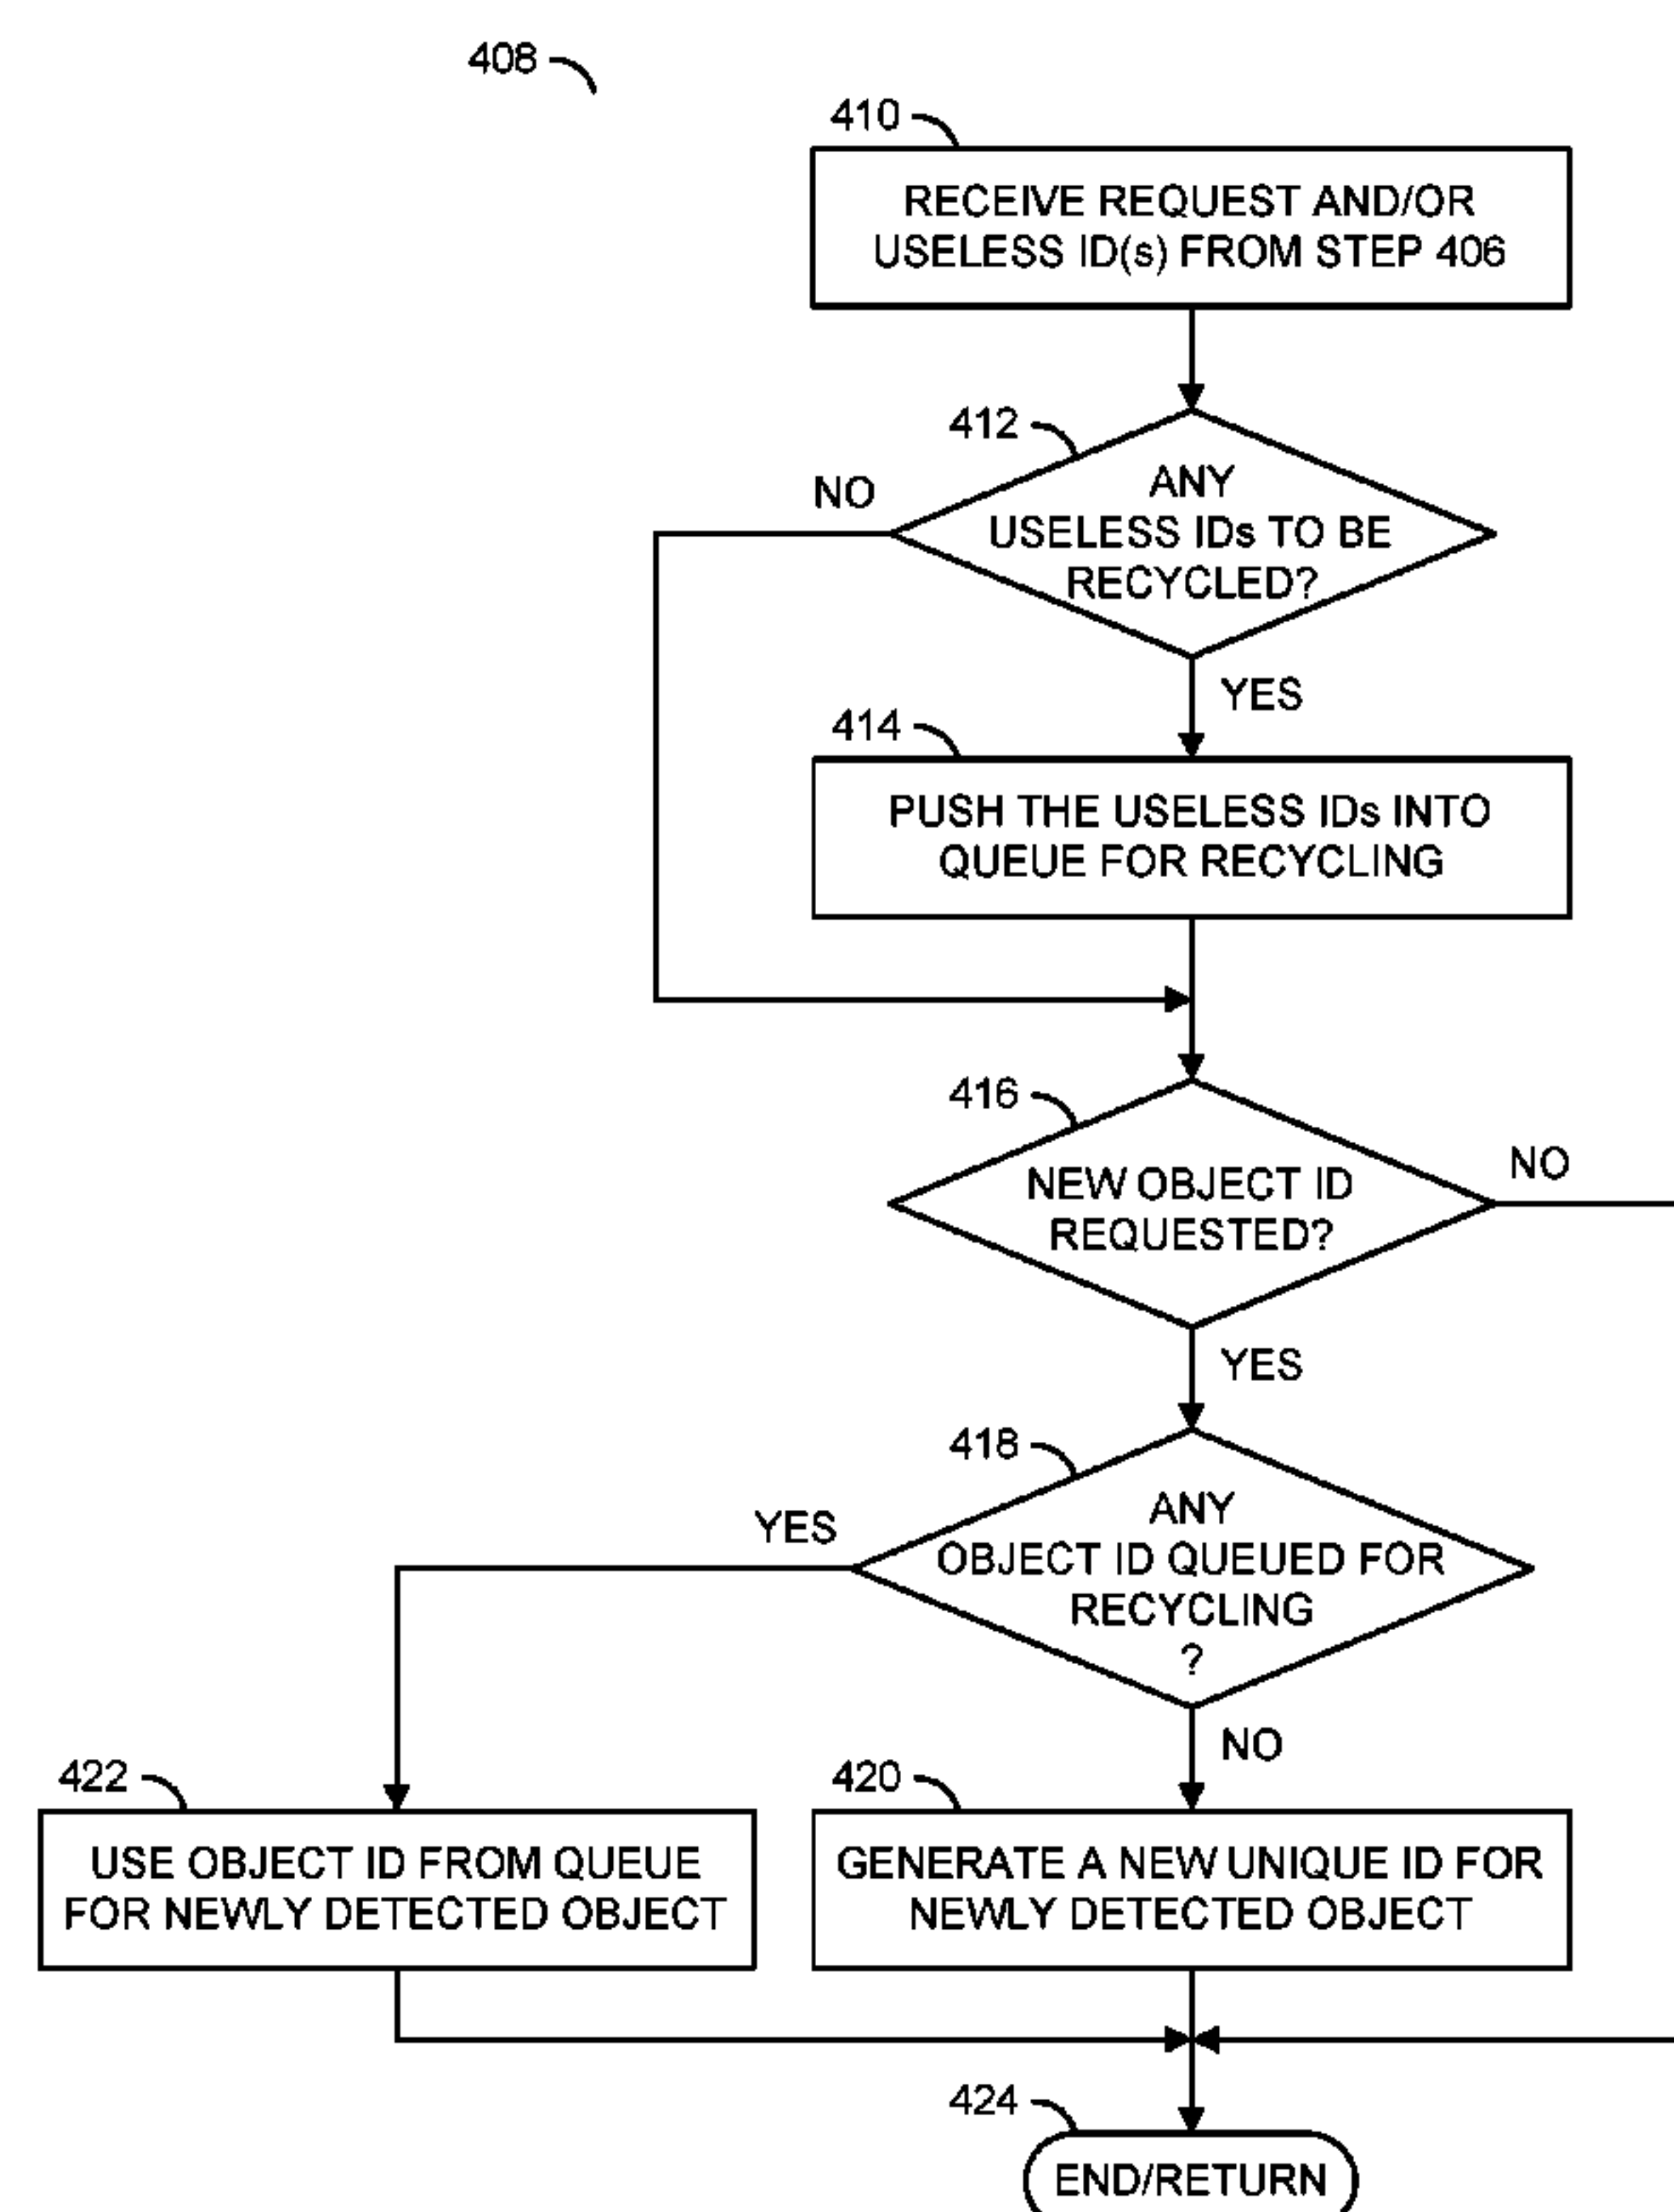 408
410
RECEIVE REQUEST AND/OR
USELESS ID(s) FROM STEP 406
412
NO
ANY
USELESS IDs TO BE
RECYCLED?
YES
414
PUSH THE USELESS IDs INTO
QUEUE FOR RECYCLING
416
NO
NEW OBJECT ID
REQUESTED?
YES
418
YES
ANY
OBJECT ID QUEUED FOR
RECYCLING
?
NO
422
USE OBJECT ID FROM QUEUE
FOR NEWLY DETECTED OBJECT
420
GENERATE A NEW UNIQUE ID FOR
NEWLY DETECTED OBJECT
424
END/RETURN